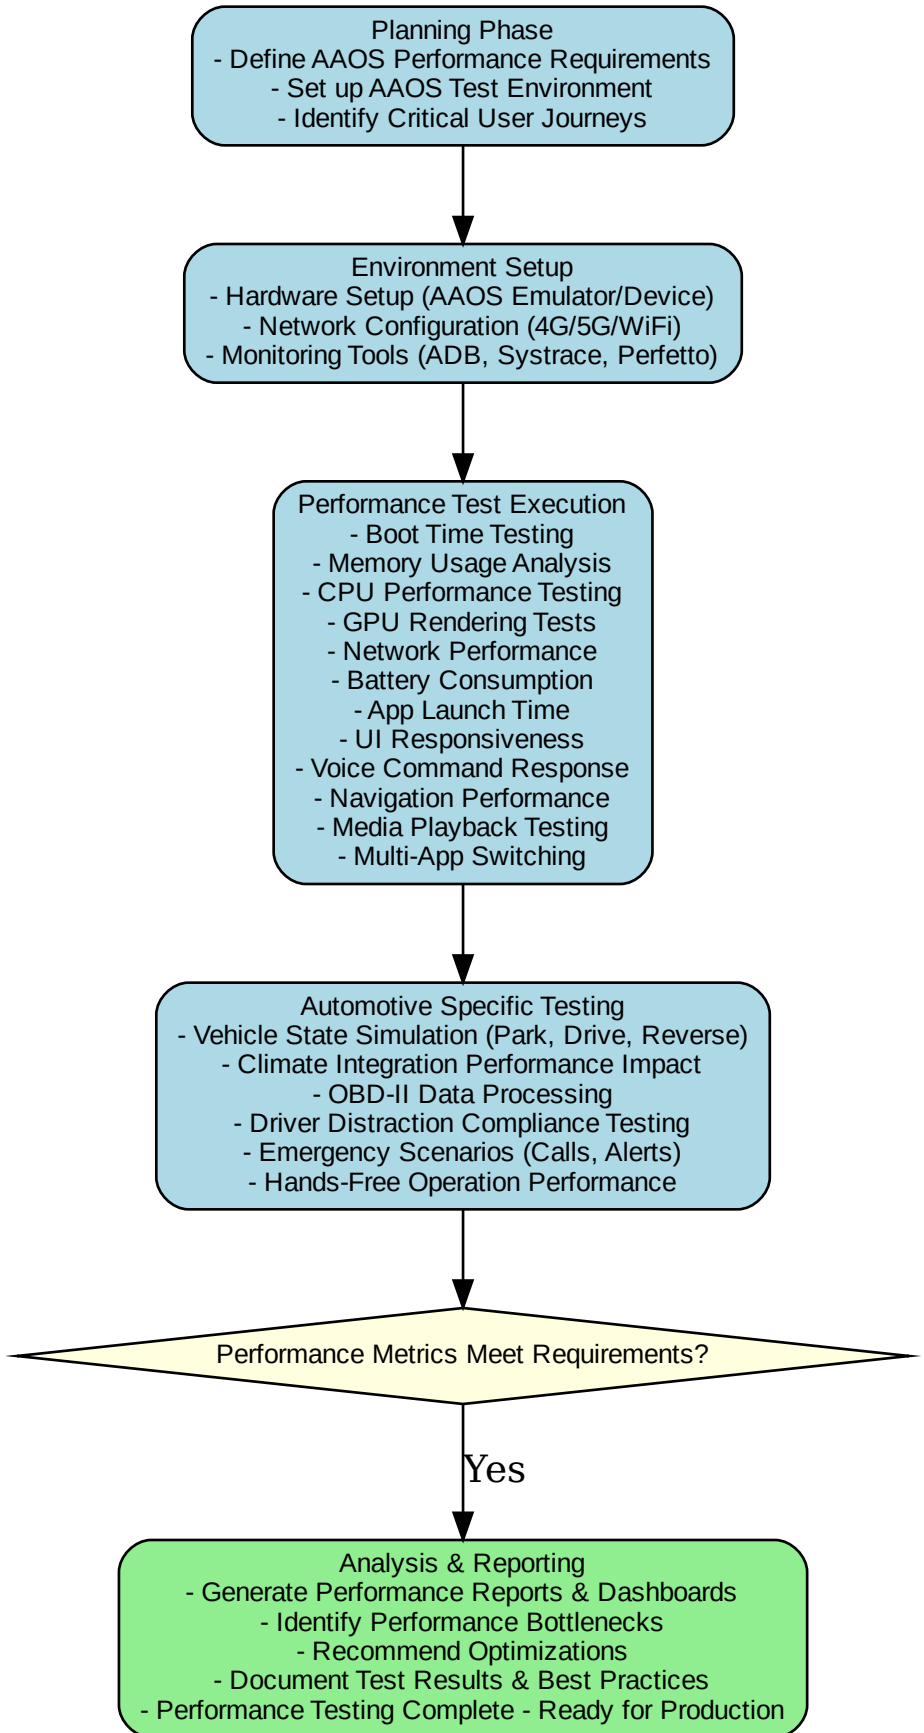 Planning Phase
- Define AAOS Performance Requirements
- Set up AAOS Test Environment
- Identify Critical User Journeys
Environment Setup
- Hardware Setup (AAOS Emulator/Device)
- Network Configuration (4G/5G/WiFi)
- Monitoring Tools (ADB, Systrace, Perfetto)
Performance Test Execution
- Boot Time Testing
- Memory Usage Analysis
- CPU Performance Testing
- GPU Rendering Tests
- Network Performance
- Battery Consumption
- App Launch Time
- UI Responsiveness
- Voice Command Response
- Navigation Performance
- Media Playback Testing
- Multi-App Switching
Automotive Specific Testing
- Vehicle State Simulation (Park, Drive, Reverse)
- Climate Integration Performance Impact
- OBD-II Data Processing
- Driver Distraction Compliance Testing
- Emergency Scenarios (Calls, Alerts)
- Hands-Free Operation Performance
Performance Metrics Meet Requirements?
Yes
Analysis & Reporting
- Generate Performance Reports & Dashboards
- Identify Performance Bottlenecks
- Recommend Optimizations
- Document Test Results & Best Practices
- Performance Testing Complete - Ready for Production